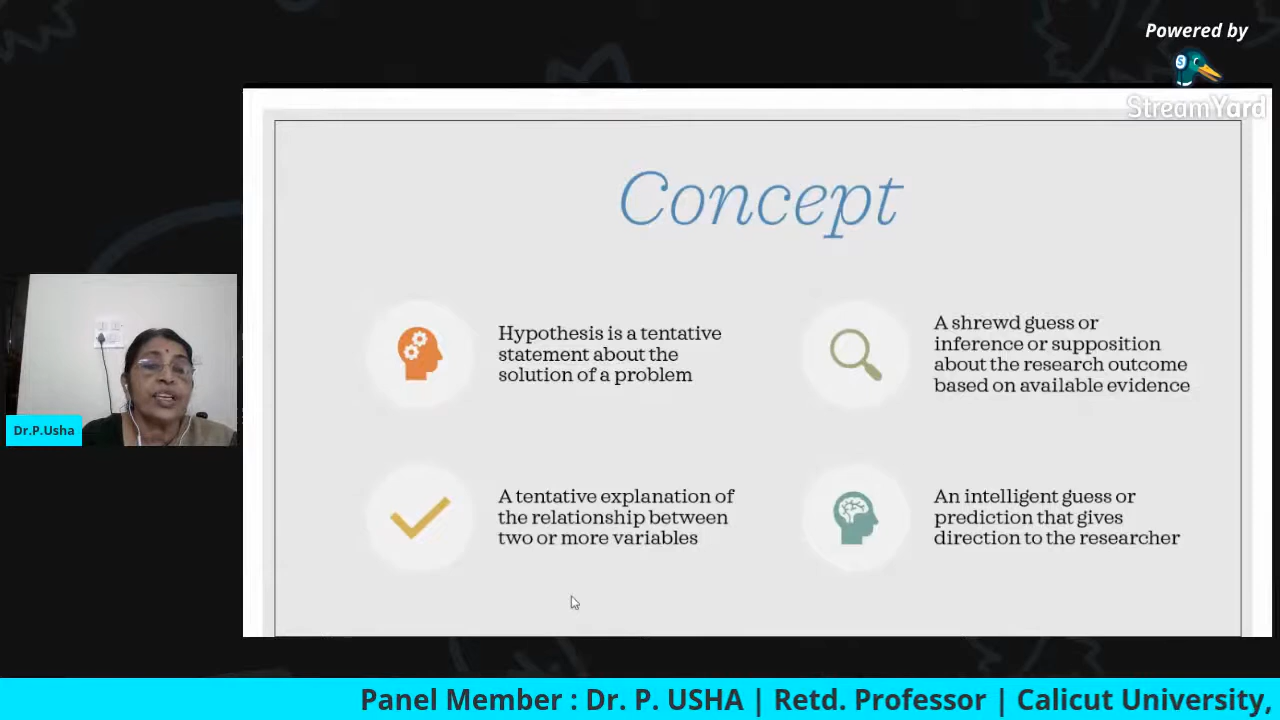 Powered by
StreamYard
Concept
Hypothesis is a tentative
statement about the
solution of a problem
A shrewd guess or
inference or supposition
about the research outcome
based on available evidence
A tentative explanation of
the relationship between
two or more variables
An intelligent guess or
prediction that gives
direction to the researcher
Dr.P.Usha
Panel Member : Dr. P. USHA | Retd. Professor | Calicut University,